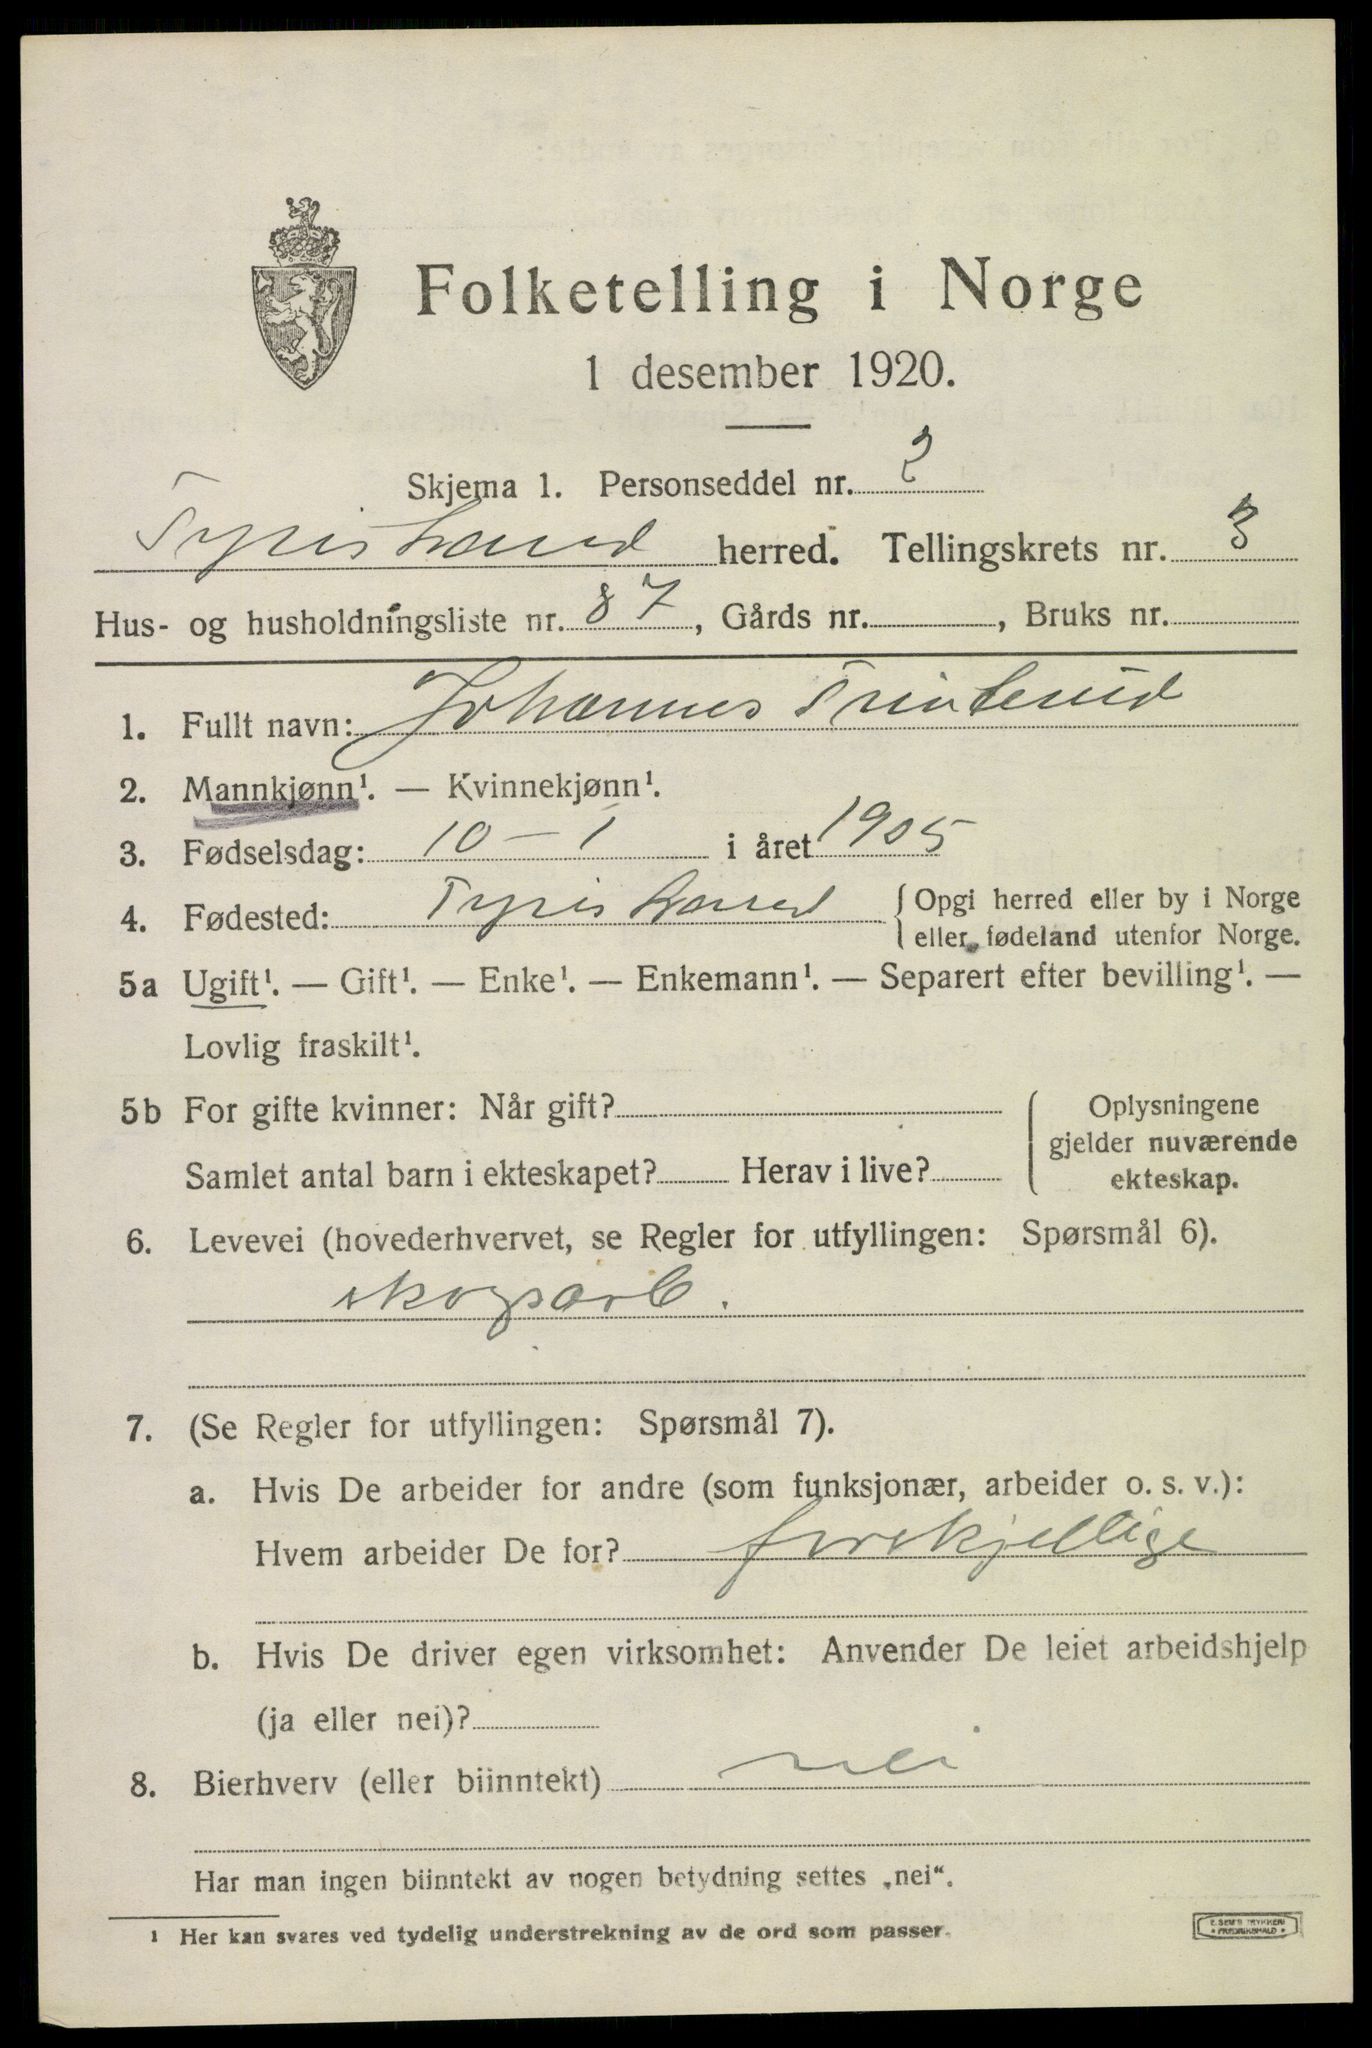 Folketelling i Norge
1 desember 1920.
Skjema 1. Personseddel nr. 2
Tyristrand herred. Tellingskrets nr. 3
Hus- og husholdningsliste nr. 87, Gårds nr. , Bruks nr.
1. Fullt navn: Johannes
2. Mannkjønn¹. — Kvinnekjønn¹.
3. Fødselsdag: 10 – 1 i året 1905
4. Fødested: Tyristrand { Opgi herred eller by i Norge
eller fødeland utenfor Norge.
5a Ugift¹. — Gift¹. — Enke¹. — Enkemann¹. — Separert efter bevilling¹. —
Lovlig fraskilt¹.
5b For gifte kvinner: Når gift?
Samlet antal barn i ekteskapet? Herav i live?
Oplysningene
gjelder nuværende
ekteskap.
6. Levevei (hovederhvervet, se Regler for utfyllingen: Spørsmål 6).
skogsarb.
7. (Se Regler for utfyllingen: Spørsmål 7).
a. Hvis De arbeider for andre (som funksjonær, arbeider o. s. v.):
Hvem arbeider De for? forskjellige
b. Hvis De driver egen virksomhet: Anvender De leiet arbeidshjelp
(ja eller nei)?
8. Bierhverv (eller biinntekt) nei
Har man ingen biinntekt av nogen betydning settes „nei“.
¹ Her kan svares ved tydelig understrekning av de ord som passer.